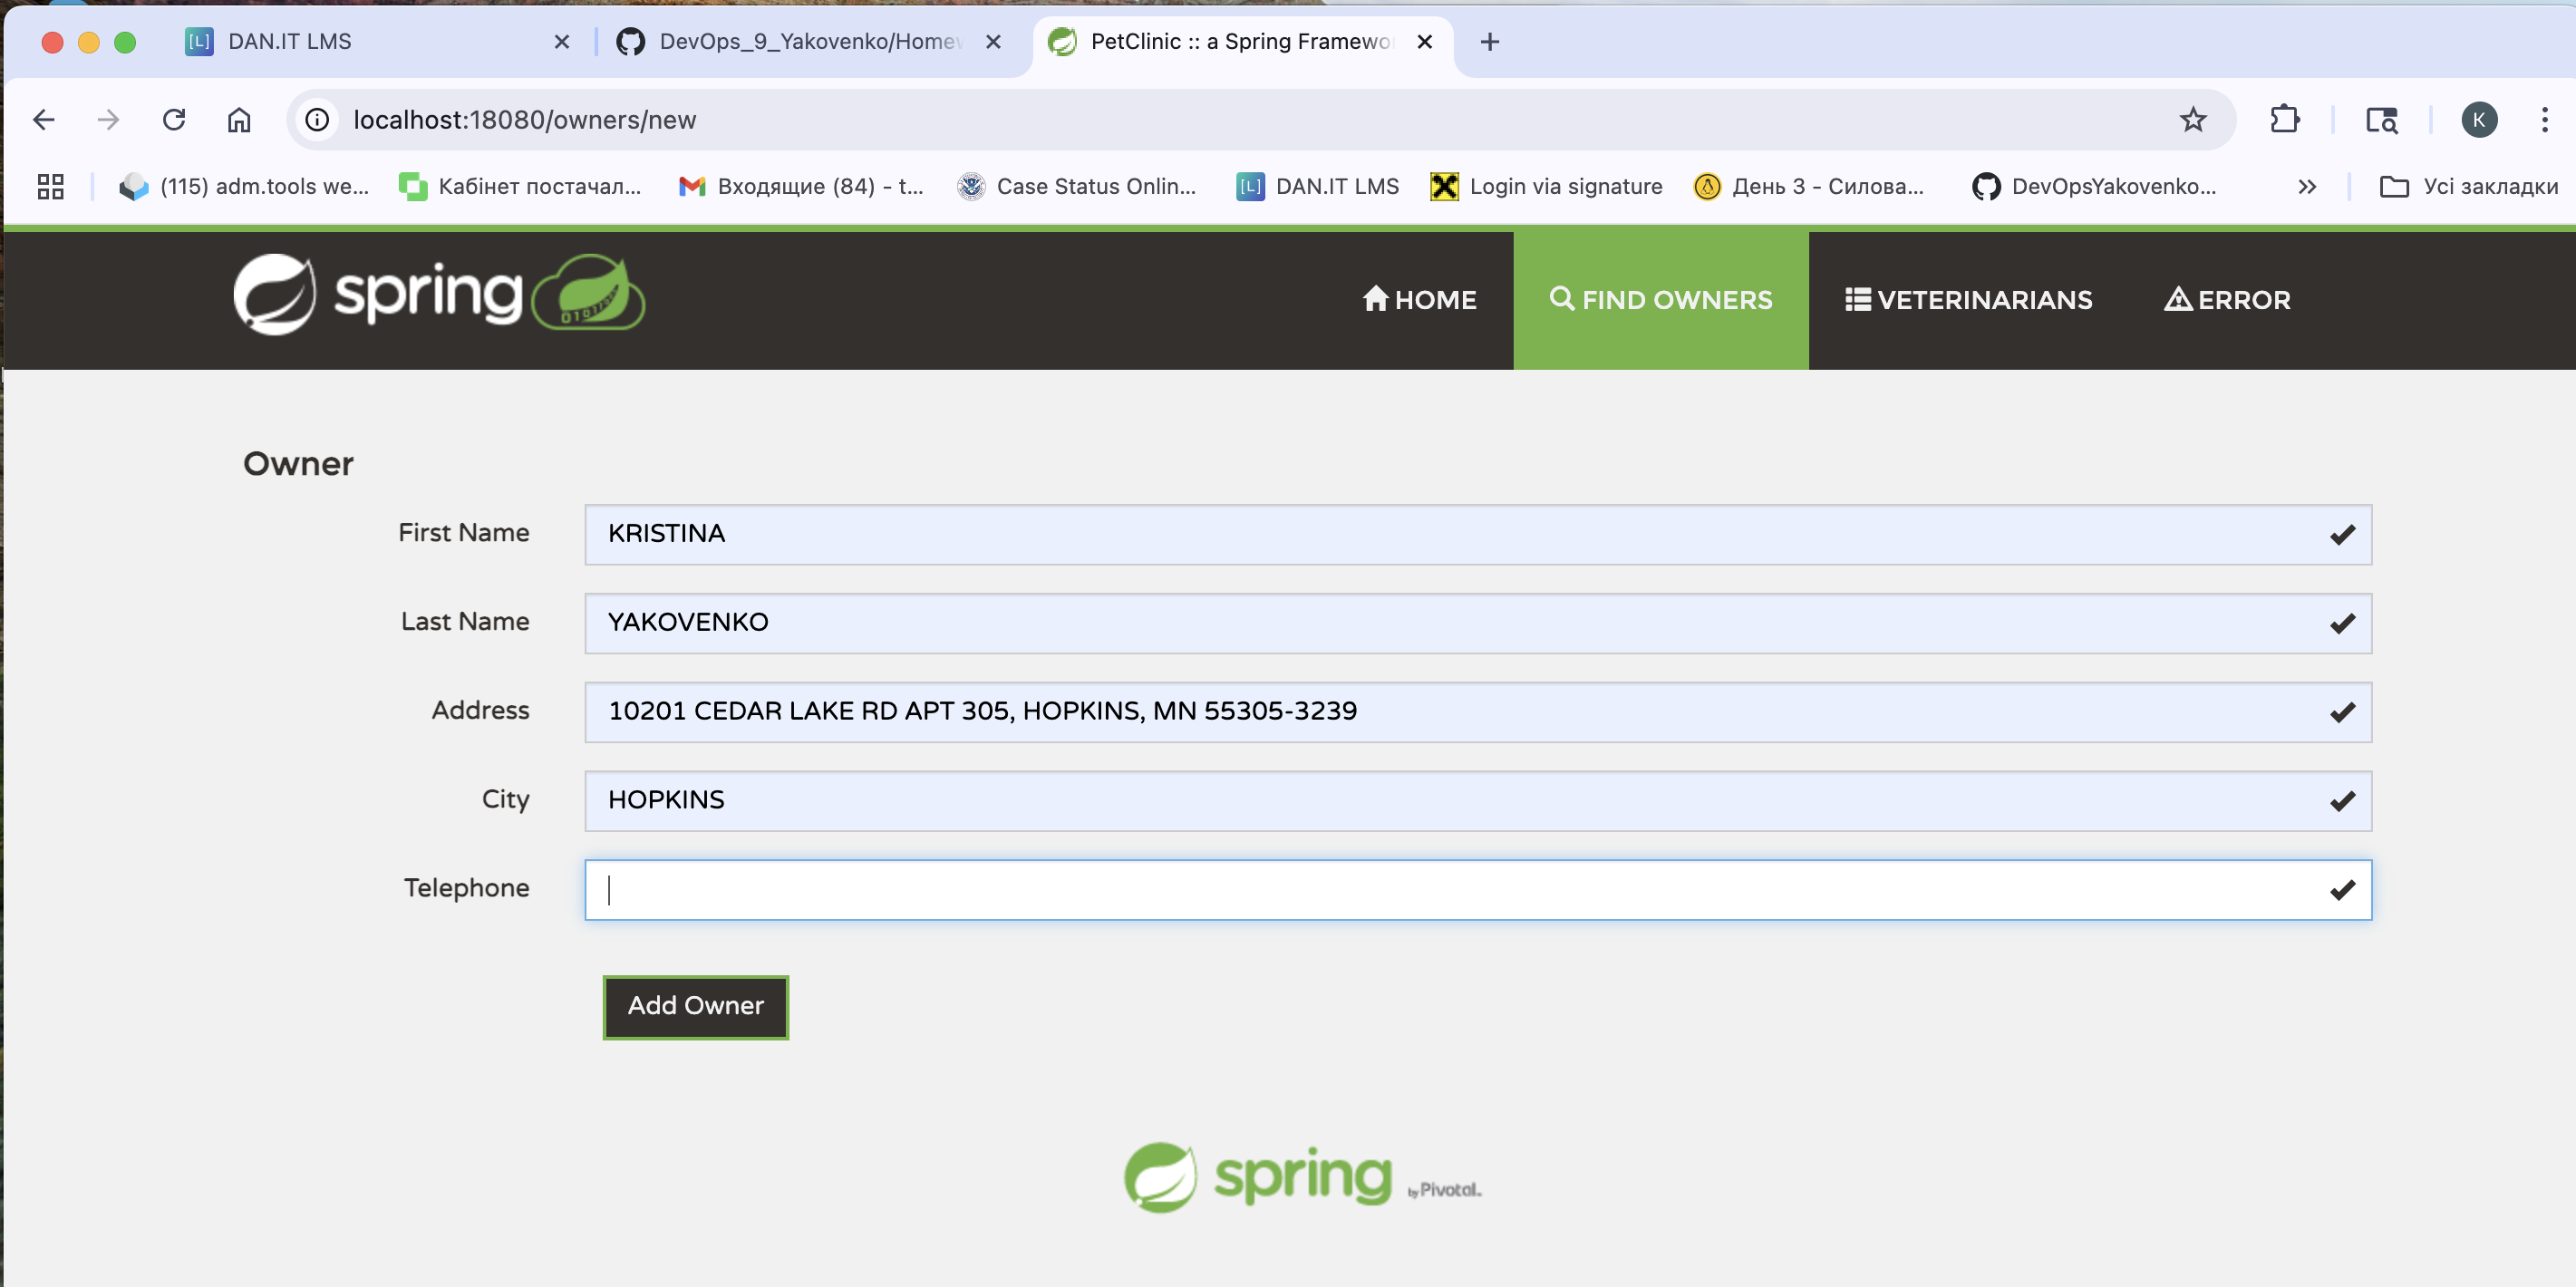 DAN.IT LMS
DevOps_9_Yakovenko/Homew
PetClinic :: a Spring Framewor
localhost:18080/owners/new
K
(115) adm.tools we...
Кабінет постачал...
Входящие (84) - t...
Case Status Onlin...
DAN.IT LMS
Login via signature
День 3 - Силова...
DevOpsYakovenko...
Усі закладки
spring
HOME
FIND OWNERS
VETERINARIANS
ERROR
Owner
First Name KRISTINA
Last Name YAKOVENKO
Address 10201 CEDAR LAKE RD APT 305, HOPKINS, MN 55305-3239
City HOPKINS
Telephone
Add Owner
spring by Pivotal